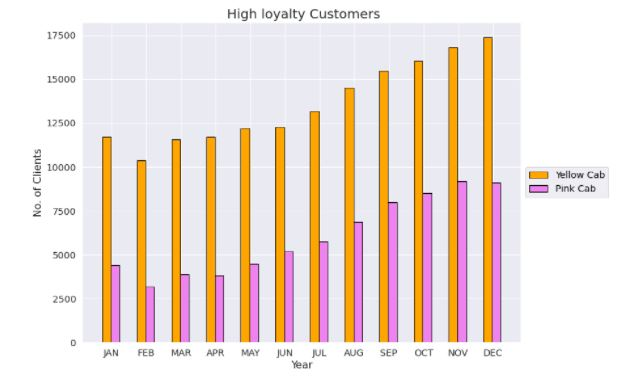 High loyalty Customers
17500
15000
12500
10000
7500
5000
2500
0
No. of Clients
JAN FEB MAR APR MAY JUN JUL AUG SEP OCT NOV DEC
Year
Yellow Cab
Pink Cab